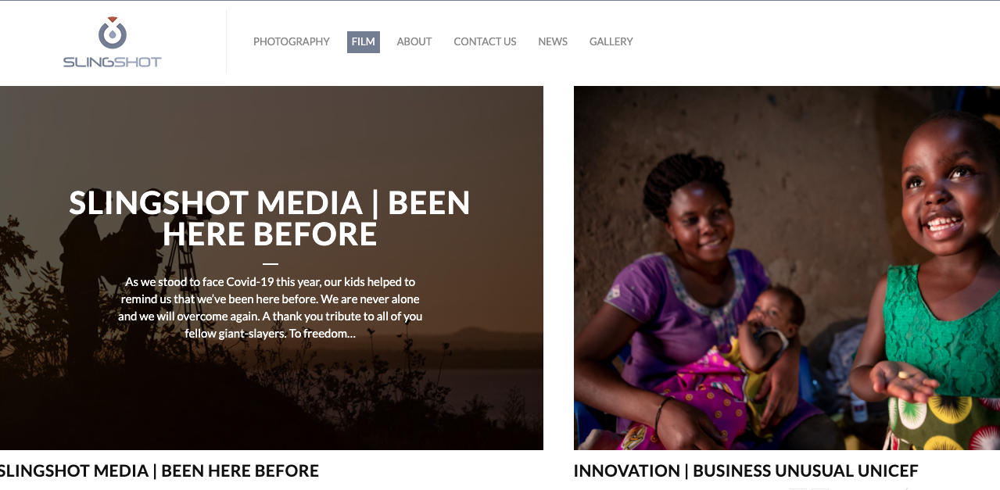 SLINGSHOT
PHOTOGRAPHY FILM ABOUT CONTACT US NEWS GALLERY
SLINGSHOT MEDIA | BEEN
HERE BEFORE
As we stood to face Covid-19 this year, our kids helped to
remind us that we've been here before. We are never alone
and we will overcome again. A thank you tribute to all of you
fellow giant-slayers. To freedom...
SLINGSHOT MEDIA | BEEN HERE BEFORE
INNOVATION | BUSINESS UNUSUAL UNICEF